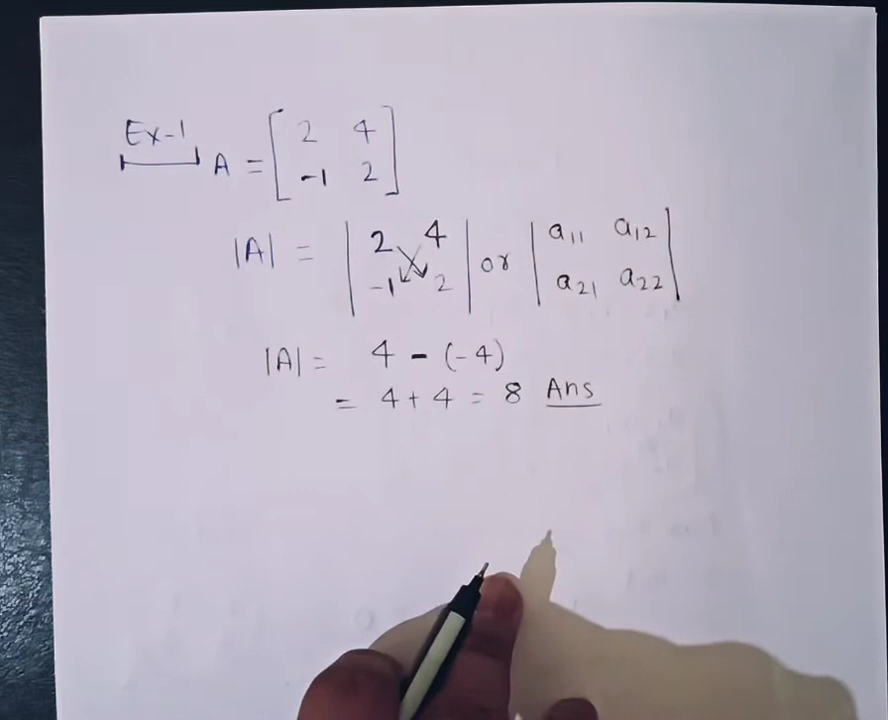 Ex-1 A = [ 2 4
-1 2 ]
|A| = | 2 4 | or | a11 a12 |
| -1 2 | | a21 a22 |
|A| = 4 - (-4)
= 4 + 4 = 8 Ans